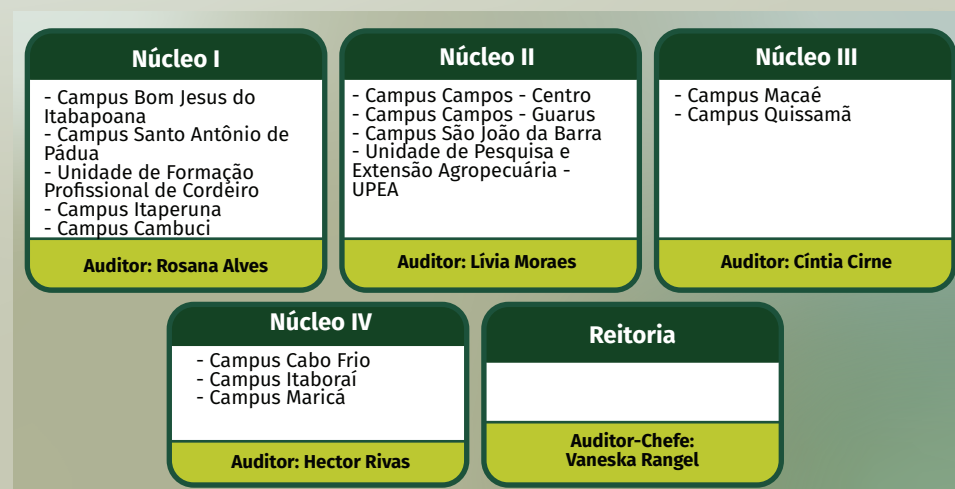 Núcleo I
- Campus Bom Jesus do
Itabapoana
- Campus Santo Antônio de
Pádua
- Unidade de Formação
Profissional de Cordeiro
- Campus Itaperuna
- Campus Cambuci
Auditor: Rosana Alves
Núcleo II
- Campus Campos - Centro
- Campus Campos - Guarus
- Campus São João da Barra
- Unidade de Pesquisa e
Extensão Agropecuária -
UPEA
Auditor: Lívia Moraes
Núcleo III
- Campus Macaé
- Campus Quissamã
Auditor: Cíntia Cirne
Núcleo IV
- Campus Cabo Frio
- Campus Itaboraí
- Campus Maricá
Auditor: Hector Rivas
Reitoria
Auditor-Chefe:
Vaneska Rangel